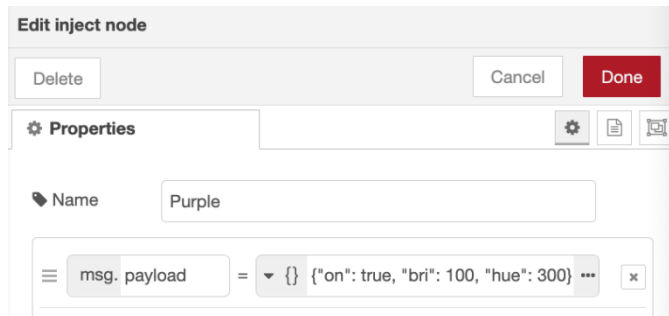 Edit inject node
Delete Cancel Done
Properties
Name Purple
msg. payload = {} {"on": true, "bri": 100, "hue": 300} •••